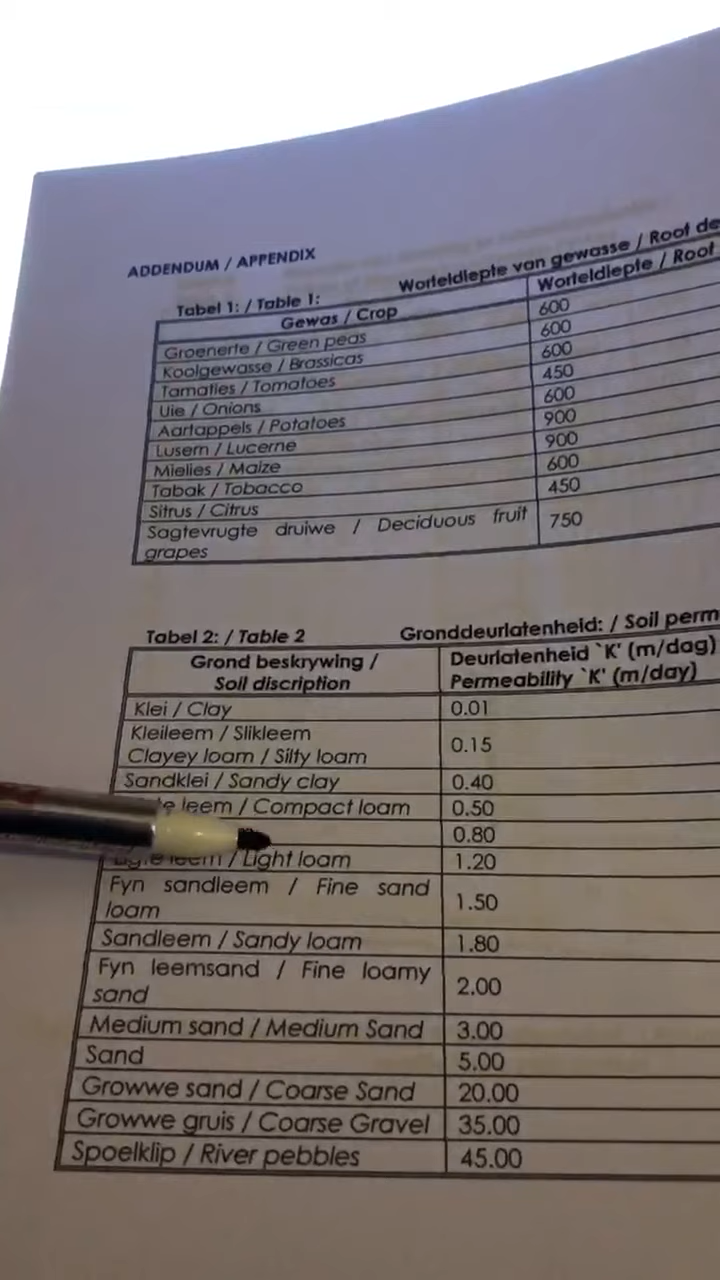 ADDENDUM / APPENDIX
Tabel 1: / Table 1: Worteldiepte van gewasse / Root
Gewas / Crop Worteldiepte / Root
Groenerte / Green peas 600
Koolgewasse / Brassicas 600
Tamaties / Tomatoes 600
Uie / Onions 450
Aartappels / Potatoes 600
Lusern / Lucerne 900
Mielies / Maize 900
Tabak / Tobacco 600
Sitrus / Citrus 450
Sagtevrugte druiwe / Deciduous fruit
grapes 750
Tabel 2: / Table 2 Gronddeurlatenheid: / Soil
Grond beskrywing / Deurlatenheid `K' (m/dag)
Soil discription Permeability `K' (m/day)
Klei / Clay 0.01
Kleileem / Slikleem
Clayey loam / Silty loam 0.15
Sandklei / Sandy clay 0.40
leem / Compact loam 0.50
0.80
/ Light loam 1.20
Fyn sandleem / Fine sand
loam 1.50
Sandleem / Sandy loam 1.80
Fyn leemsand / Fine loamy
sand 2.00
Medium sand / Medium Sand 3.00
Sand 5.00
Growwe sand / Coarse Sand 20.00
Growwe gruis / Coarse Gravel 35.00
Spoelklip / River pebbles 45.00